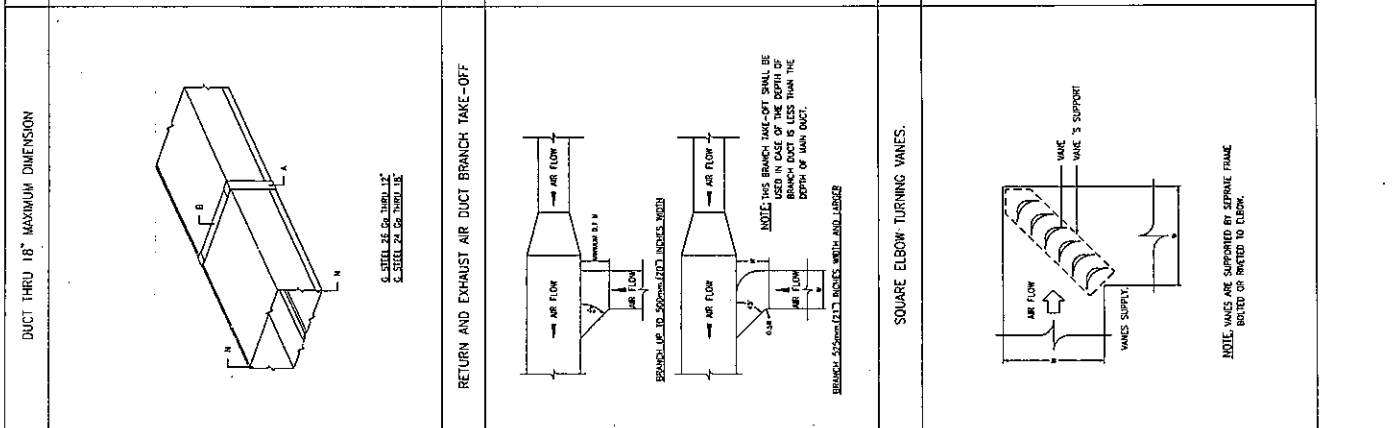 DUCT THRU 18" MAXIMUM DIMENSION
N
B
A
N
G STEEL 26 Ga THRU 12"
G STEEL 24 Ga THRU 18"
RETURN AND EXHAUST AIR DUCT BRANCH TAKE-OFF
AIR FLOW
AIR FLOW
AIR FLOW
BRANCH UP TO 500mm (20") INCHES WIDTH
AIR FLOW
AIR FLOW
AIR FLOW
W
NOTE: THIS BRANCH TAKE-OFT SHALL BE
USED IN CASE OF THE DEPTH OF
BRANCH DUCT IS LESS THAN THE
DEPTH OF MAIN DUCT.
BRANCH 525mm (21") INCHES WIDTH AND LARGER
SQUARE ELBOW TURNING VANES.
VANE
VANE 'S SUPPORT
AIR FLOW
VANES SUPPLY.
NOTE: VANES ARE SUPPORTED BY SEPRATE FRAME
BOLTED OR RIVETED TO ELBOW.